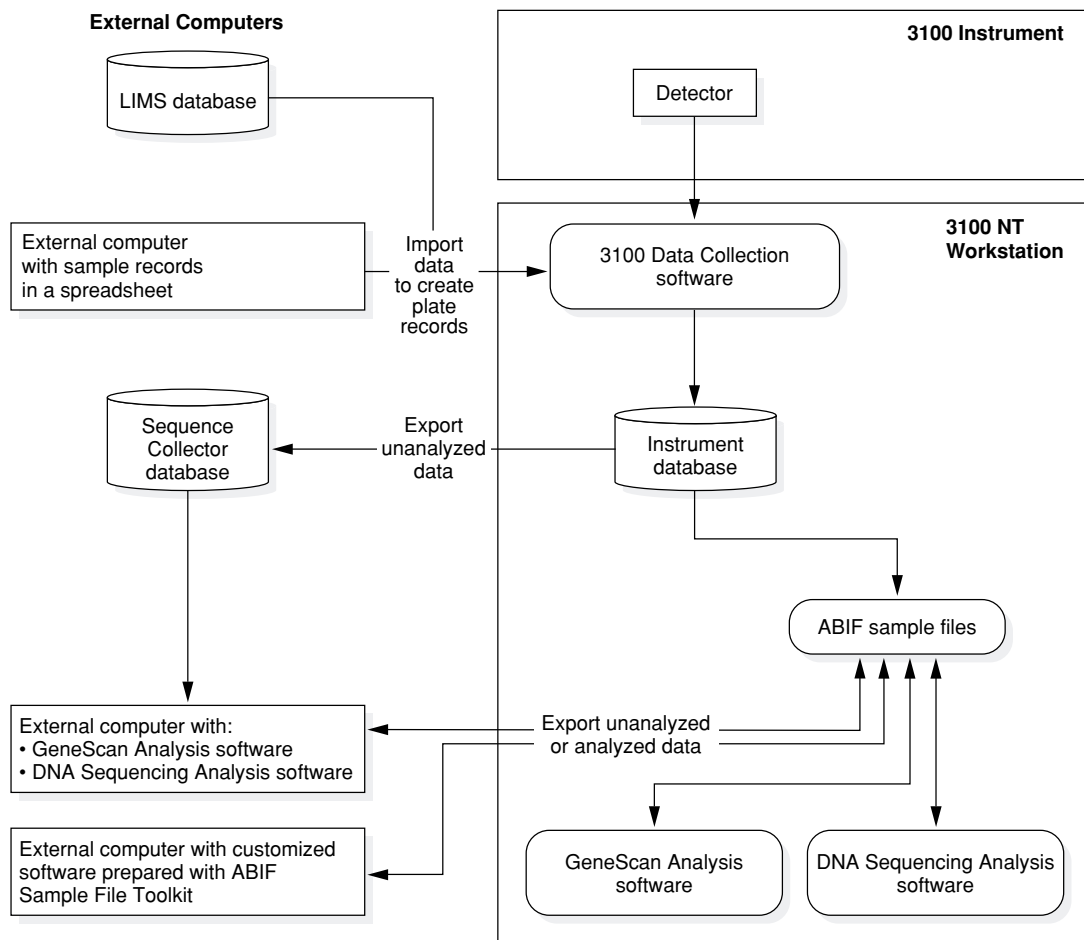 External Computers
3100 Instrument
LIMS database
Detector
3100 NT
Workstation
External computer
with sample records
in a spreadsheet
Import
data
to create
plate
records
3100 Data Collection
software
Sequence
Collector
database
Export
unanalyzed
data
Instrument
database
ABIF sample files
External computer with:
• GeneScan Analysis software
• DNA Sequencing Analysis software
Export unanalyzed
or analyzed data
External computer with customized
software prepared with ABIF
Sample File Toolkit
GeneScan Analysis
software
DNA Sequencing Analysis
software